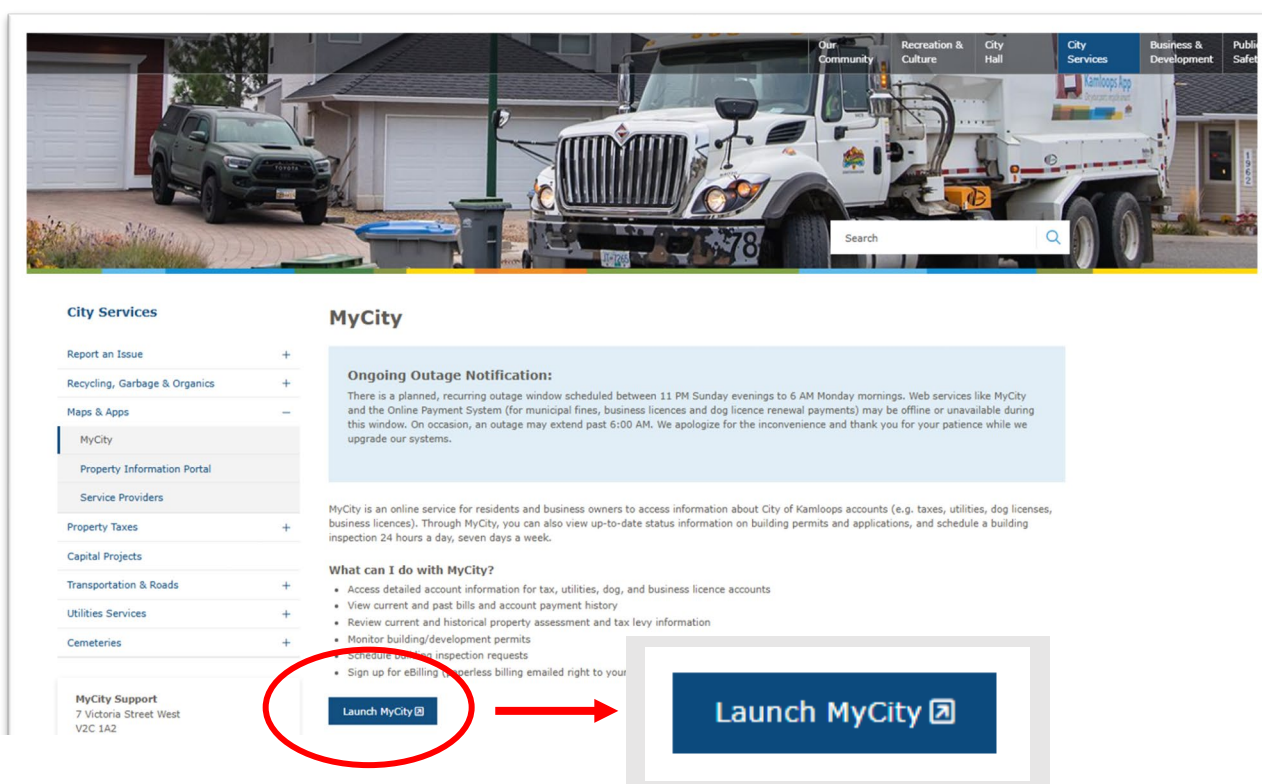 Our Community
Recreation & Culture
City Hall
City Services
Business & Development
Kamloops App
TOYOTA
1962
78
Search
City Services
Report an Issue +
Recycling, Garbage & Organics +
Maps & Apps −
MyCity
Property Information Portal
Service Providers
Property Taxes +
Capital Projects
Transportation & Roads +
Utilities Services +
Cemeteries +
MyCity Support
7 Victoria Street West
V2C 1A2
MyCity
Ongoing Outage Notification:
There is a planned, recurring outage window scheduled between 11 PM Sunday evenings to 6 AM Monday mornings. Web services like MyCity
and the Online Payment System (for municipal fines, business licences and dog licence renewal payments) may be offline or unavailable during
this window. On occasion, an outage may extend past 6:00 AM. We apologize for the inconvenience and thank you for your patience while we
upgrade our systems.
MyCity is an online service for residents and business owners to access information about City of Kamloops accounts (e.g. taxes, utilities, dog licenses,
business licences). Through MyCity, you can also view up-to-date status information on building permits and applications, and schedule a building
inspection 24 hours a day, seven days a week.
What can I do with MyCity?
• Access detailed account information for tax, utilities, dog, and business licence accounts
• View current and past bills and account payment history
• Review current and historical property assessment and tax levy information
• Monitor building/development permits
• Schedule building inspection requests
• Sign up for eBilling (paperless billing emailed right to your
Launch MyCity
Launch MyCity